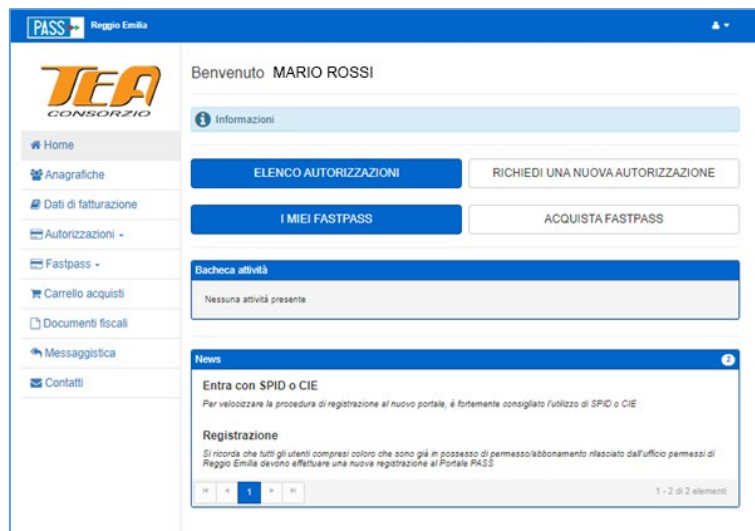 PASS Reggio Emilia
TEA
CONSORZIO
Home
Anagrafiche
Dati di fatturazione
Autorizzazioni
Fastpass
Carrello acquisti
Documenti fiscali
Messaggistica
Contatti
Benvenuto MARIO ROSSI
Informazioni
ELENCO AUTORIZZAZIONI
RICHIEDI UNA NUOVA AUTORIZZAZIONE
I MIEI FASTPASS
ACQUISTA FASTPASS
Bacheca attività
Nessuna attività presente
News 2
Entra con SPID o CIE
Per velocizzare la procedura di registrazione al nuovo portale, è fortemente consigliato l'utilizzo di SPID o CIE
Registrazione
Si ricorda che tutti gli utenti compresi coloro che sono già in possesso di permesso/abbonamento rilasciato dall'ufficio permessi di
Reggio Emilia devono effettuare una nuova registrazione al Portale PASS
1
1 - 2 di 2 elementi